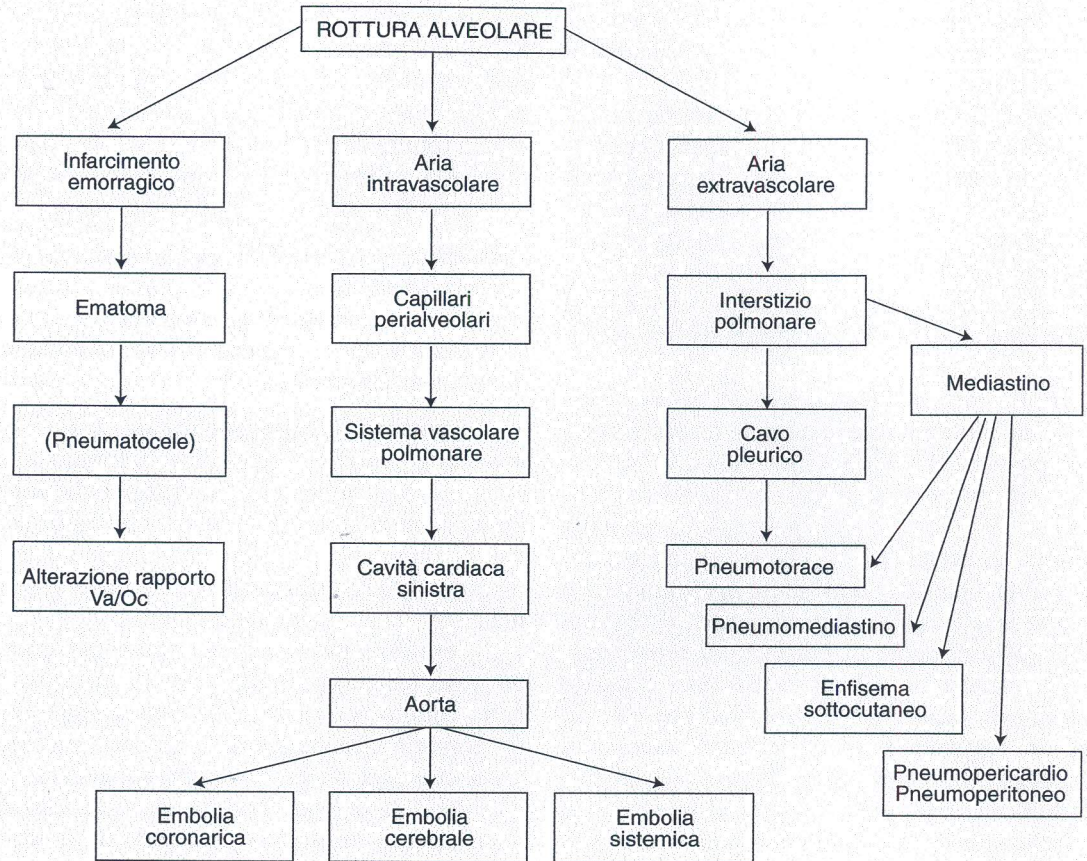 ROTTURA ALVEOLARE
Infarcimento
emorragico
Aria
intravascolare
Aria
extravascolare
Ematoma
Capillari
perialveolari
Interstizio
polmonare
Mediastino
(Pneumatocele)
Sistema vascolare
polmonare
Cavo
pleurico
Alterazione rapporto
Va/Oc
Cavità cardiaca
sinistra
Pneumotorace
Pneumomediastino
Aorta
Enfisema
sottocutaneo
Pneumopericardio
Pneumoperitoneo
Embolia
coronarica
Embolia
cerebrale
Embolia
sistemica